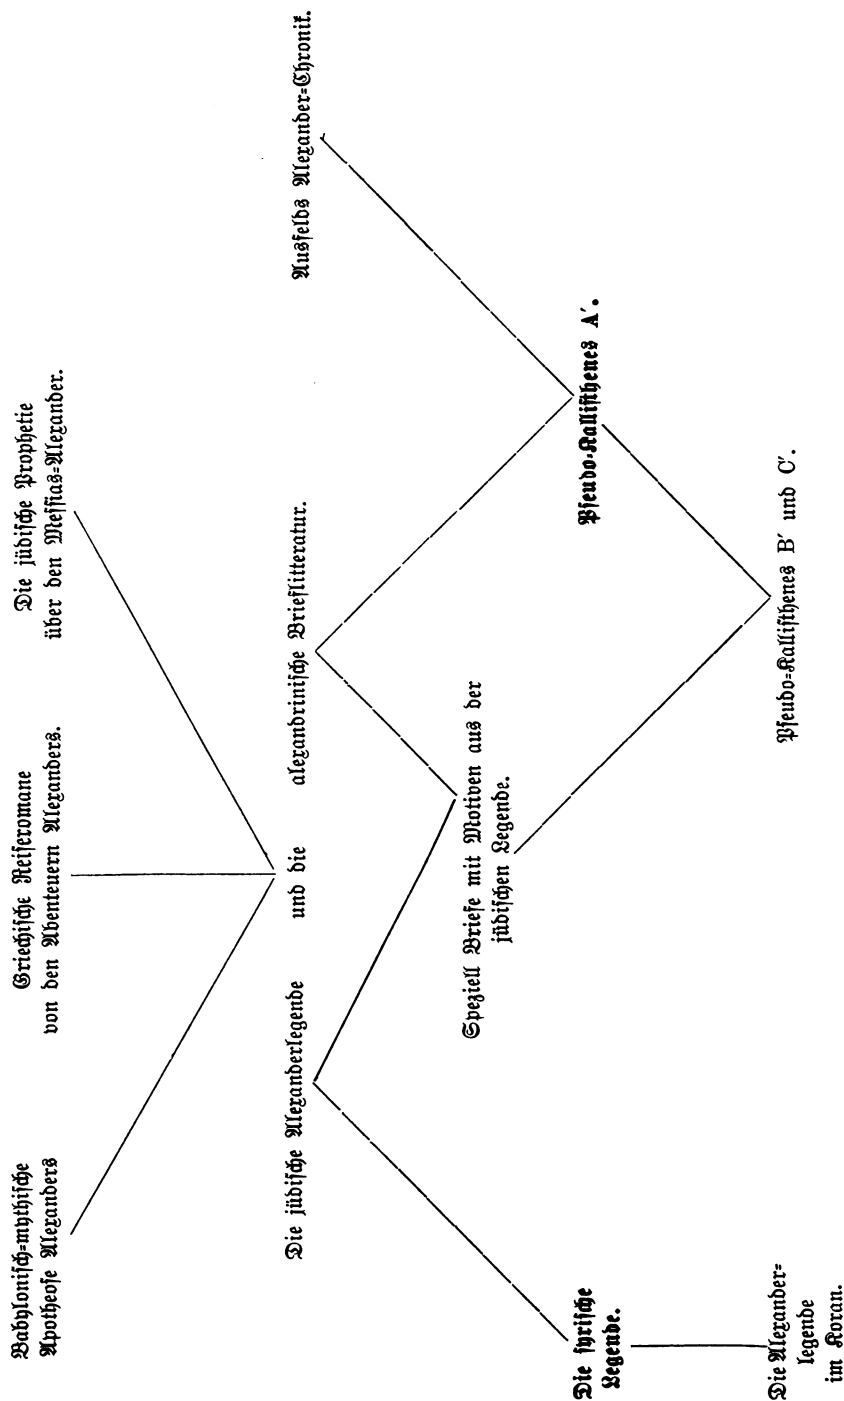 Babylonisch-mythische
Apotheose Alexanders
Griechische Reiseromane
von den Abenteuern Alexanders.
Die jüdische Prophetie
über den Messias-Alexander.
Die jüdische Alexanderlegende und die alexandrinische Brieflitteratur.
Ausfelds Alexander-Chronik.
Speziell Briefe mit Motiven aus der
jüdischen Legende.
Die syrische
Legende.
Pseudo-Kallisthenes A′.
Die Alexander-
legende
im Koran.
Pseudo-Kallisthenes B′ und C′.